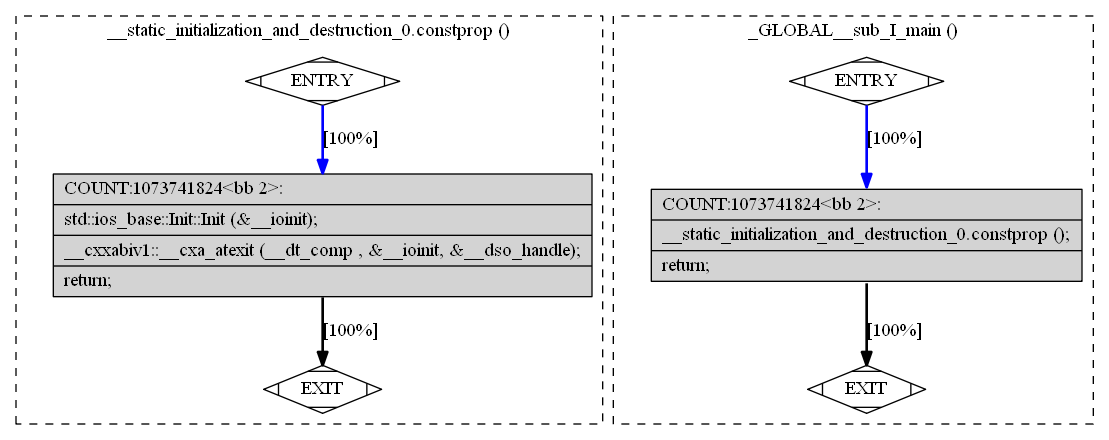 __static_initialization_and_destruction_0.constprop ()
ENTRY
[100%]
COUNT:1073741824<bb 2>:
std::ios_base::Init::Init (&__ioinit);
__cxxabiv1::__cxa_atexit (__dt_comp , &__ioinit, &__dso_handle);
return;
[100%]
EXIT
_GLOBAL__sub_I_main ()
ENTRY
[100%]
COUNT:1073741824<bb 2>:
__static_initialization_and_destruction_0.constprop ();
return;
[100%]
EXIT